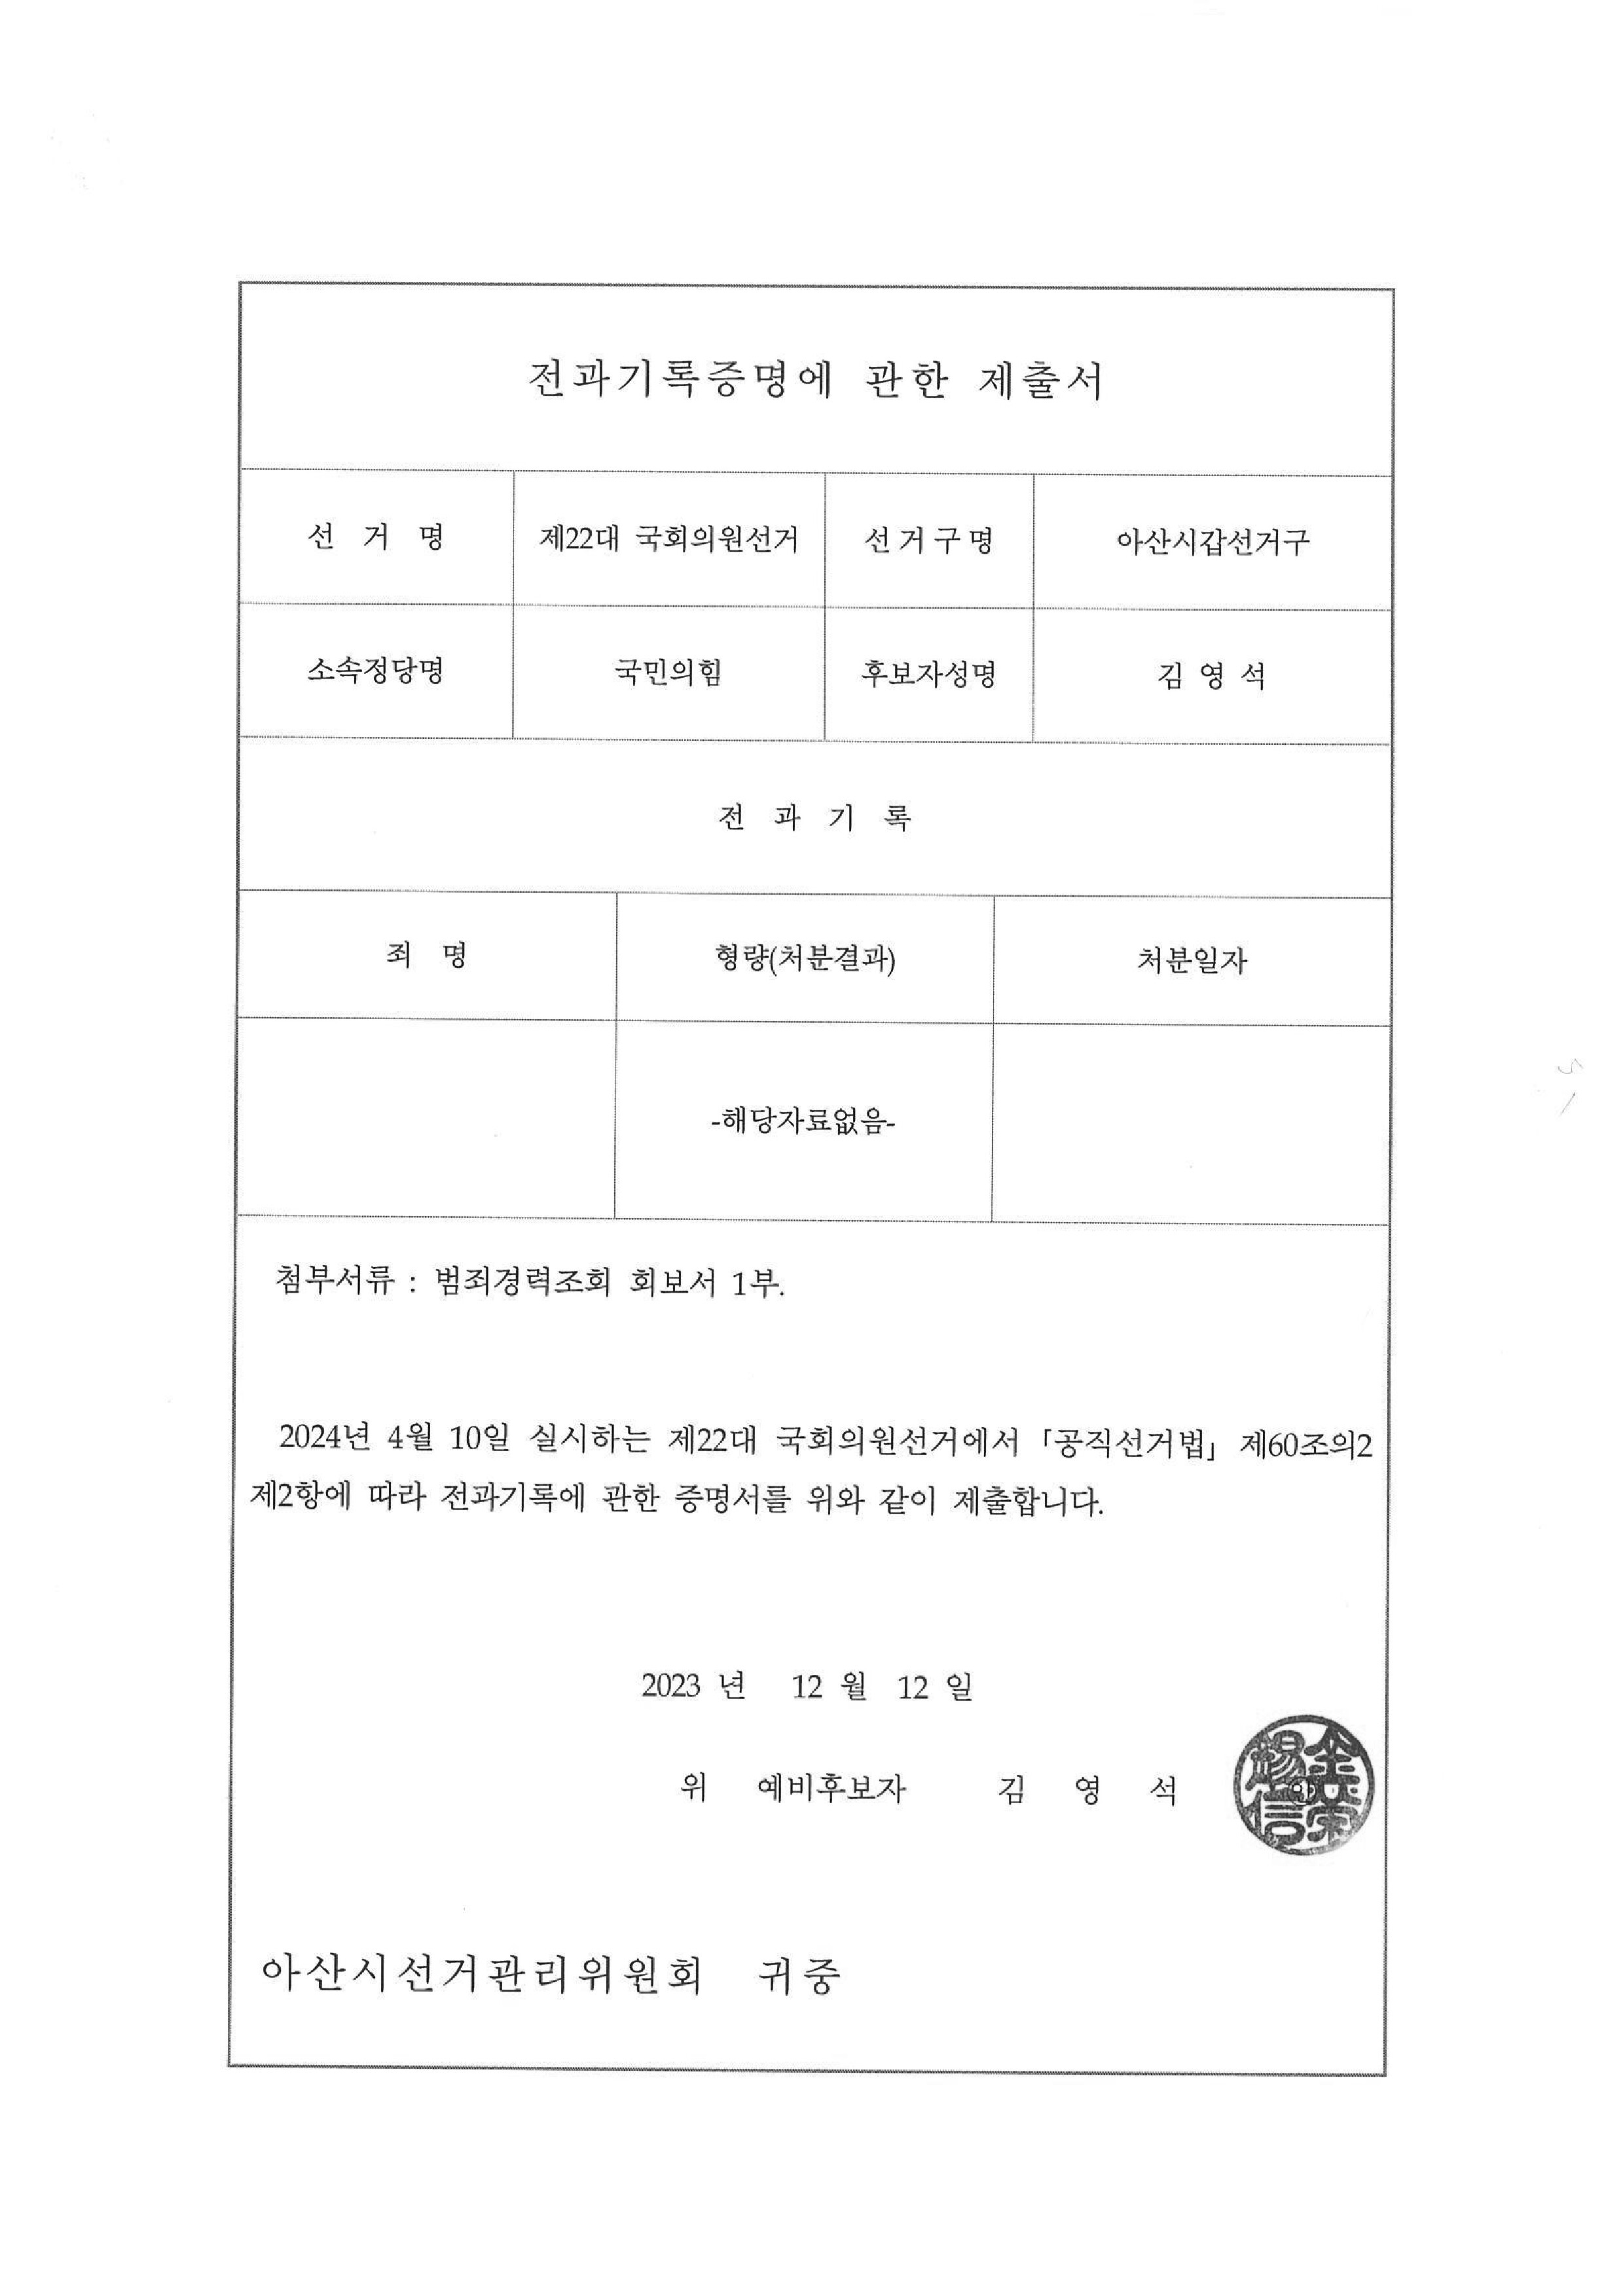 전과기록증명에 관한 제출서
선 거 명 제22대 국회의원선거 선거구명 아산시갑선거구
소속정당명 국민의힘 후보자성명 김 영 석
전 과 기 록
죄 명 형량(처분결과) 처분일자
-해당자료없음-
첨부서류 : 범죄경력조회 회보서 1부.
2024년 4월 10일 실시하는 제22대 국회의원선거에서 「공직선거법」 제60조의2
제2항에 따라 전과기록에 관한 증명서를 위와 같이 제출합니다.
2023 년 12 월 12 일
위 예비후보자 김 영 석
金榮錫信
아산시선거관리위원회 귀중